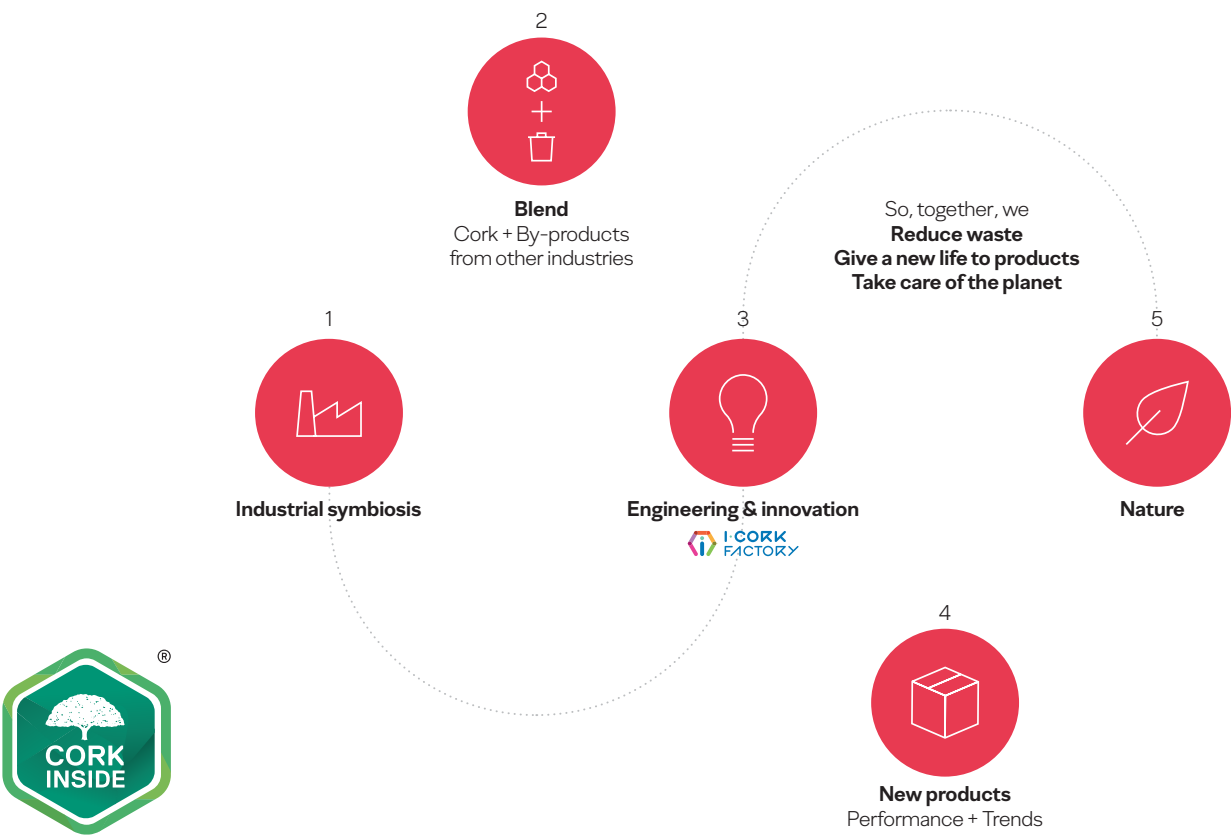 2
Blend
Cork + By-products
from other industries
So, together, we
Reduce waste
Give a new life to products
Take care of the planet
1
Industrial symbiosis
3
Engineering & innovation
I·CORK
FACTORY
5
Nature
4
New products
Performance + Trends
®
CORK
INSIDE